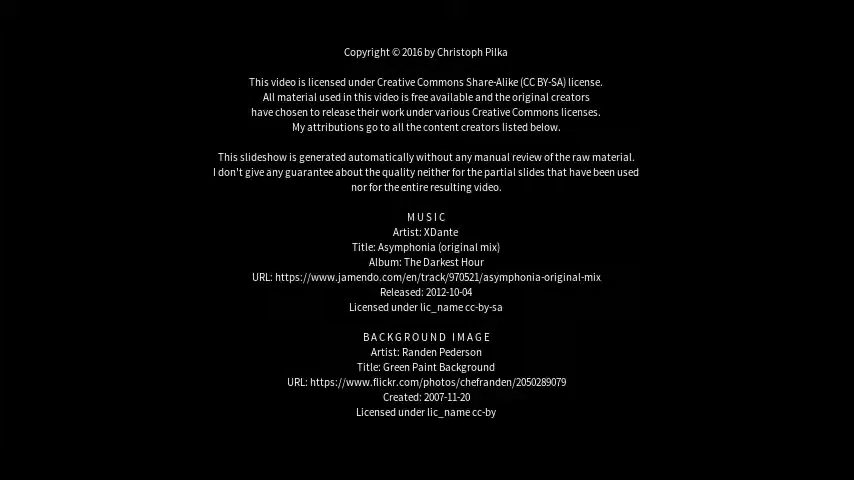 Copyright © 2016 by Christoph Pilka
This video is licensed under Creative Commons Share-Alike (CC BY-SA) license.
All material used in this video is free available and the original creators
have chosen to release their work under various Creative Commons licenses.
My attributions go to all the content creators listed below.
This slideshow is generated automatically without any manual review of the raw material.
I don't give any guarantee about the quality neither for the partial slides that have been used
nor for the entire resulting video.
M U S I C
Artist: XDante
Title: Asymphonia (original mix)
Album: The Darkest Hour
URL: https://www.jamendo.com/en/track/970521/asymphonia-original-mix
Released: 2012-10-04
Licensed under lic_name cc-by-sa
B A C K G R O U N D   I M A G E
Artist: Randen Pederson
Title: Green Paint Background
URL: https://www.flickr.com/photos/chefranden/2050289079
Created: 2007-11-20
Licensed under lic_name cc-by